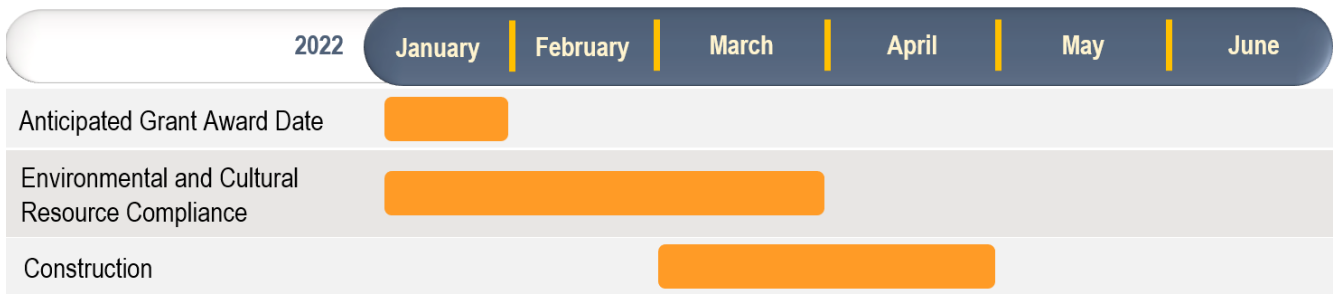 2022 January February March April May June
Anticipated Grant Award Date
Environmental and Cultural
Resource Compliance
Construction